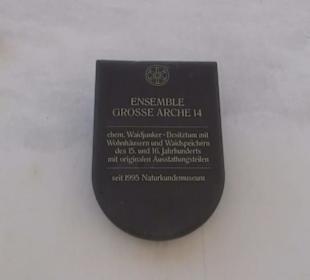 ENSEMBLE
GROSSE ARCHE 14
ehem. Waidjunker-Besitztum mit
Wohnhäusern und Waidspeichern
des 15. und 16. Jahrhunderts
mit originalen Ausstattungsteilen
seit 1995 Naturkundemuseum